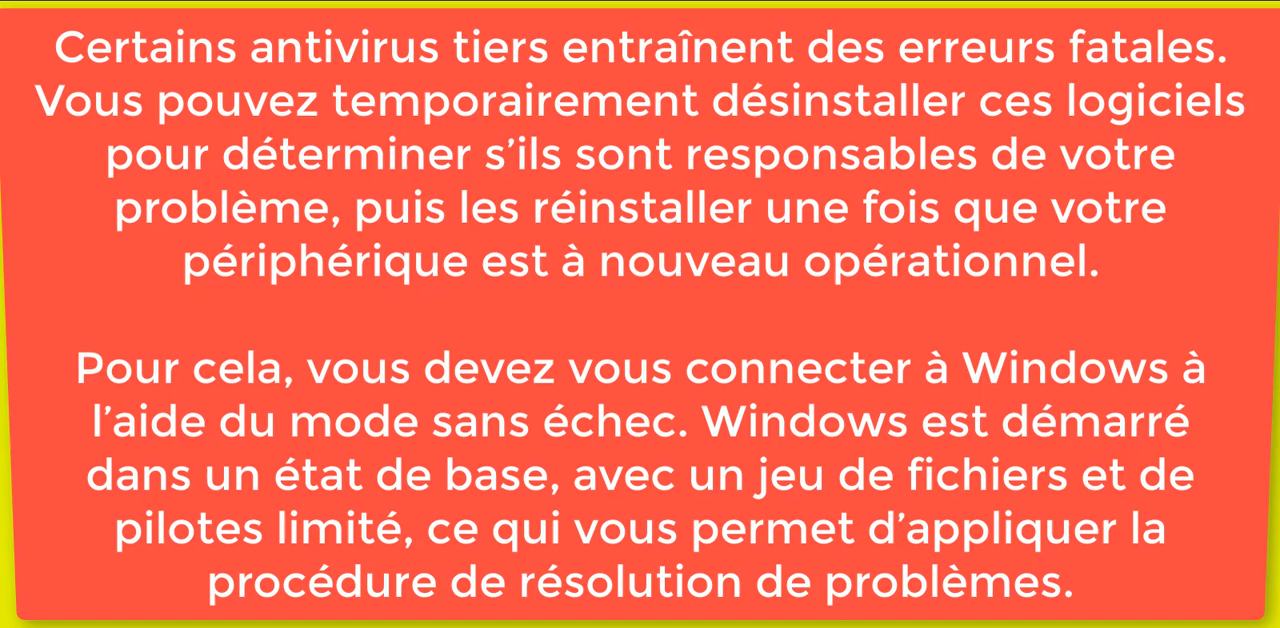 Certains antivirus tiers entraînent des erreurs fatales.
Vous pouvez temporairement désinstaller ces logiciels
pour déterminer s’ils sont responsables de votre
problème, puis les réinstaller une fois que votre
périphérique est à nouveau opérationnel.
Pour cela, vous devez vous connecter à Windows à
l’aide du mode sans échec. Windows est démarré
dans un état de base, avec un jeu de fichiers et de
pilotes limité, ce qui vous permet d’appliquer la
procédure de résolution de problèmes.